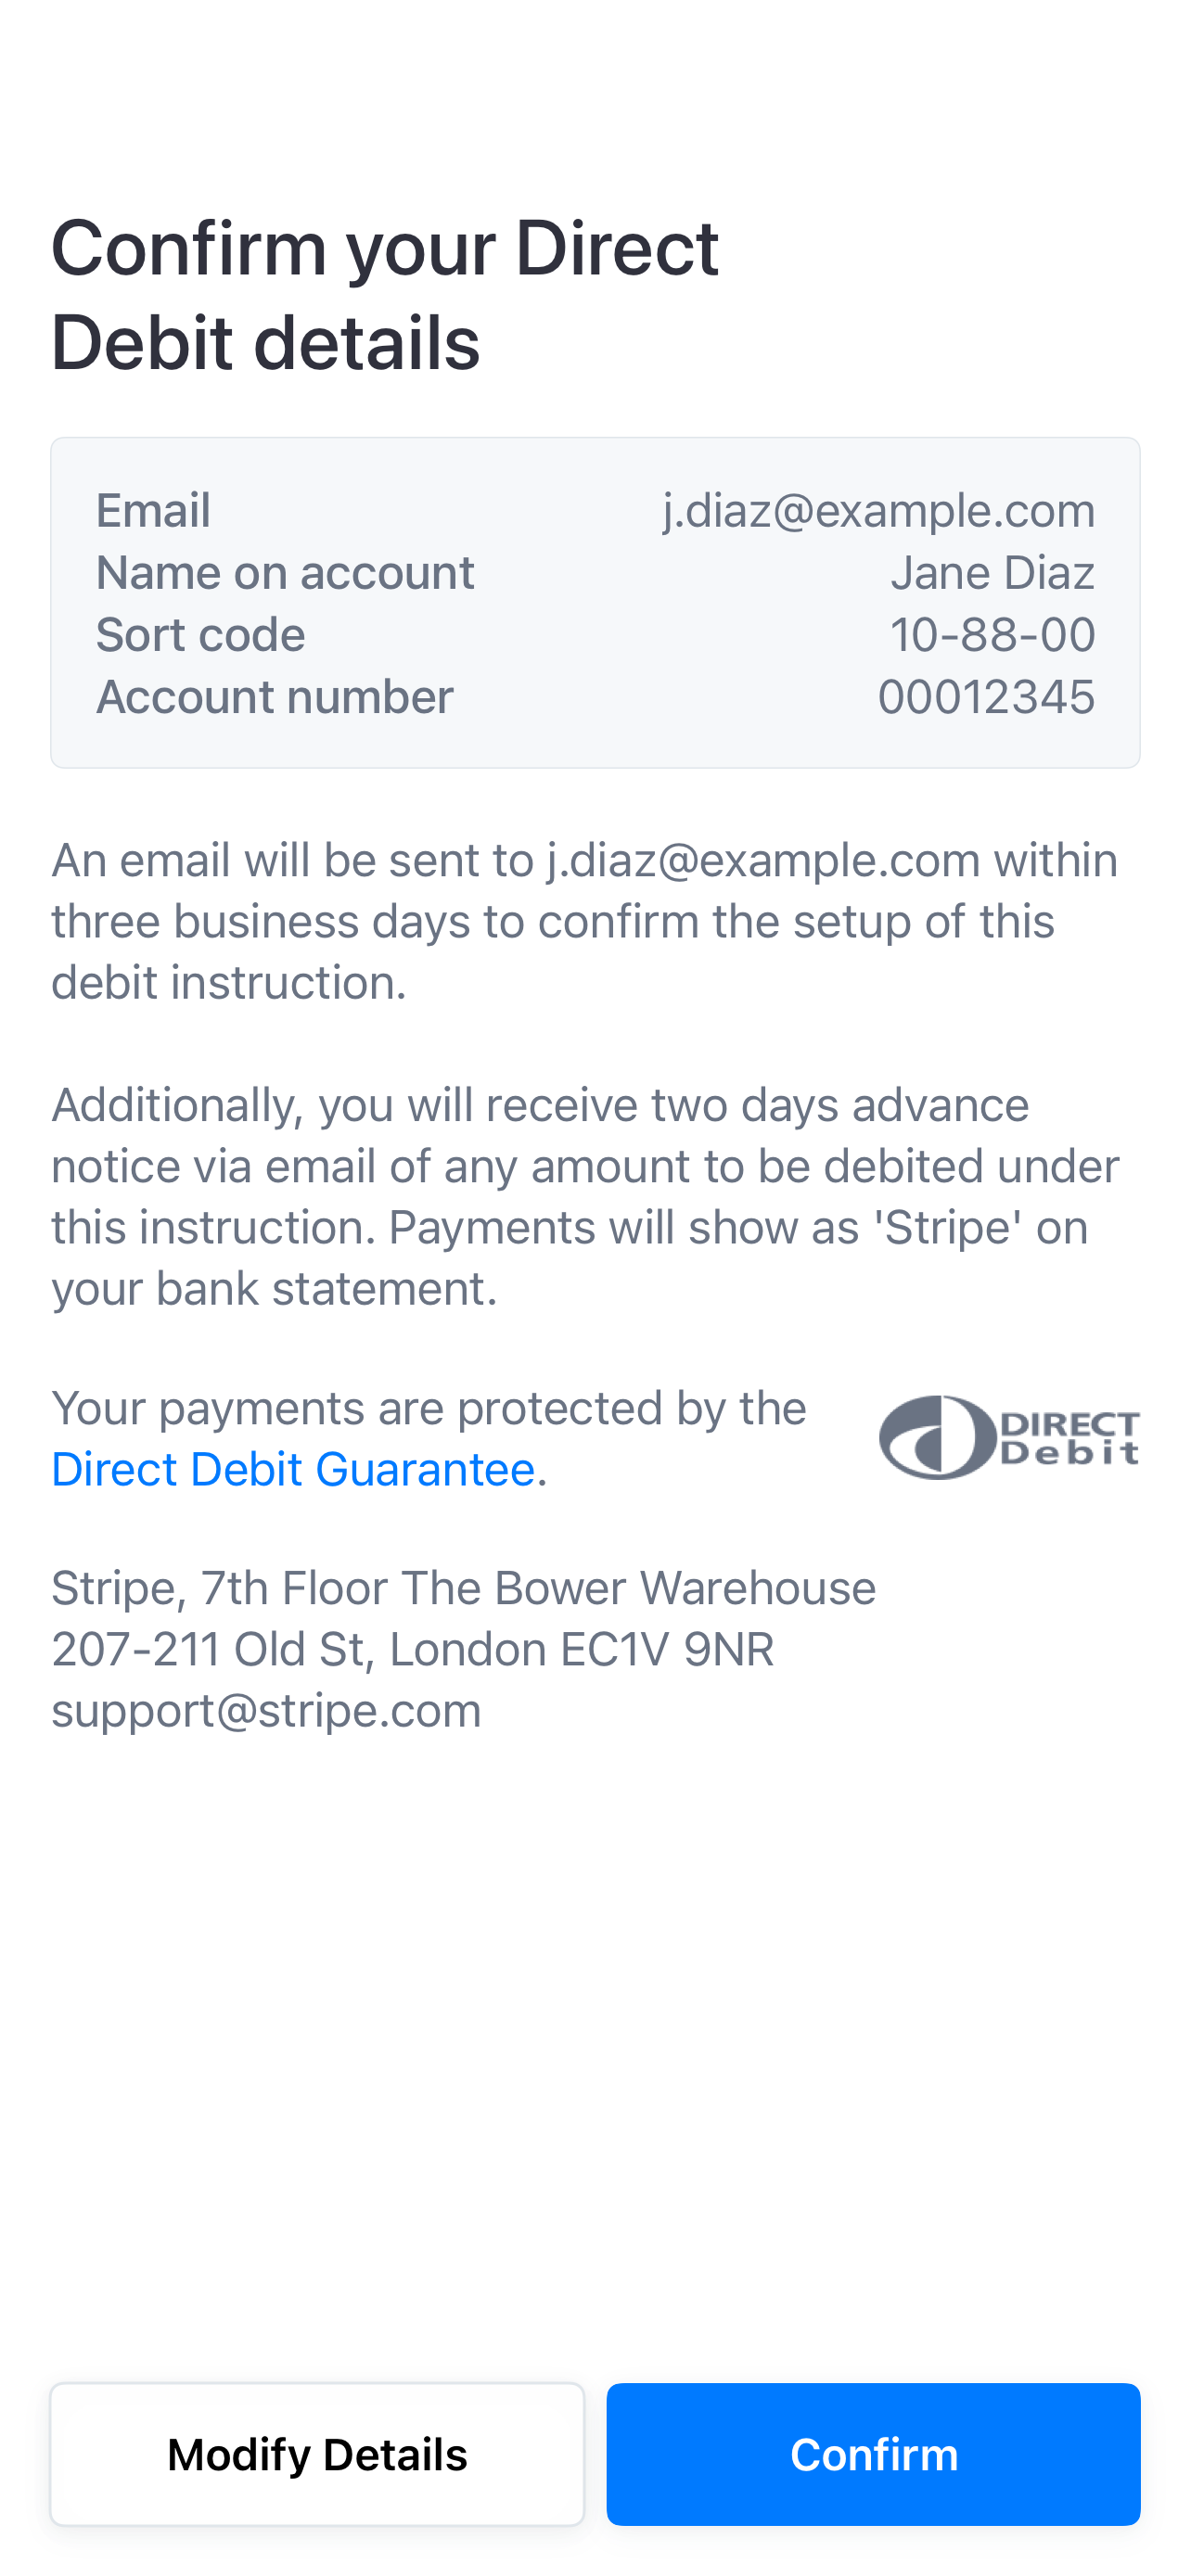 Confirm your Direct
Debit details
Email j.diaz@example.com
Name on account Jane Diaz
Sort code 10-88-00
Account number 00012345
An email will be sent to j.diaz@example.com within
three business days to confirm the setup of this
debit instruction.
Additionally, you will receive two days advance
notice via email of any amount to be debited under
this instruction. Payments will show as 'Stripe' on
your bank statement.
Your payments are protected by the
Direct Debit Guarantee.
DIRECT
Debit
Stripe, 7th Floor The Bower Warehouse
207-211 Old St, London EC1V 9NR
support@stripe.com
Modify Details
Confirm